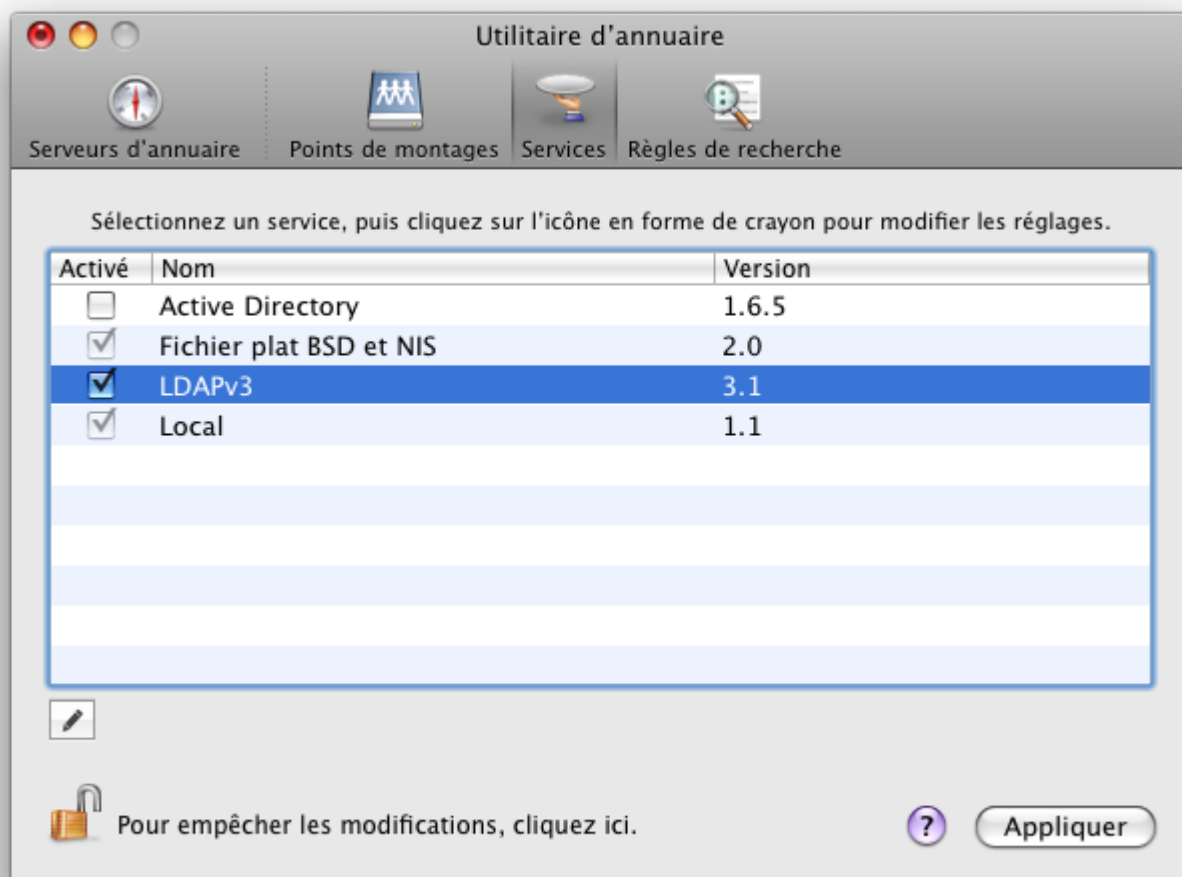 Utilitaire d’annuaire
Serveurs d’annuaire Points de montages Services Règles de recherche
Sélectionnez un service, puis cliquez sur l’icône en forme de crayon pour modifier les réglages.
Activé Nom Version
Active Directory 1.6.5
Fichier plat BSD et NIS 2.0
LDAPv3 3.1
Local 1.1
Pour empêcher les modifications, cliquez ici. ? Appliquer